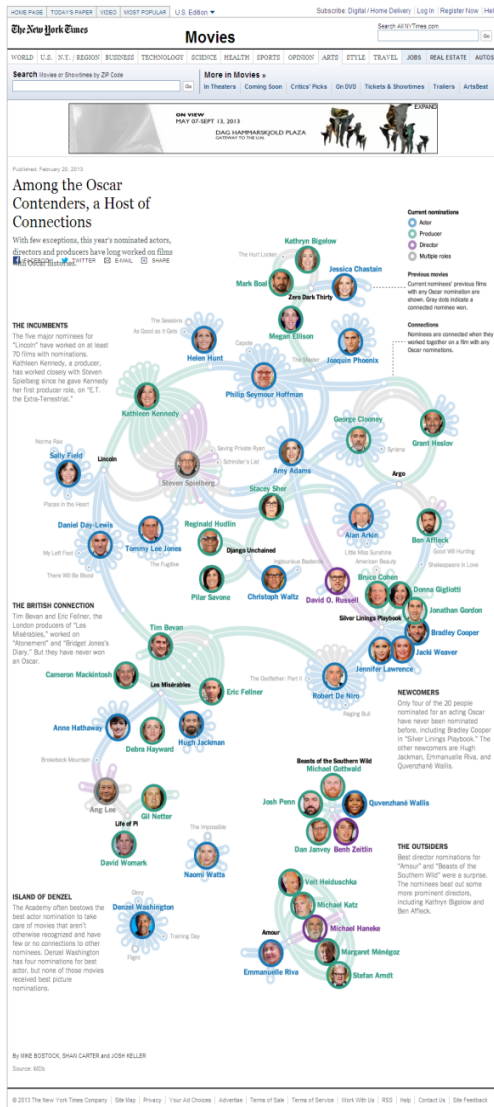 HOME PAGE TODAY'S PAPER VIDEO MOST POPULAR U.S. Edition
Subscribe: Digital / Home Delivery Log In Register Now
The New York Times
Movies
Search All NYTimes.com
Go
WORLD U.S. N.Y. / REGION BUSINESS TECHNOLOGY SCIENCE HEALTH SPORTS OPINION ARTS STYLE TRAVEL JOBS REAL ESTATE AUTOS
Search Movies or Showtimes by ZIP Code
Go
More in Movies »
In Theaters Coming Soon Critics' Picks On DVD Tickets & Showtimes Trailers ArtsBeat
EXPAND
ON VIEW
MAY 07-SEPT 13, 2013
DAG HAMMARSKJOLD PLAZA
GATEWAY TO THE U.N.
Published: February 20, 2013
Among the Oscar
Contenders, a Host of
Connections
With few exceptions, this year's nominated actors,
directors and producers have long worked on films
with Oscar histories.
FACEBOOK TWITTER E-MAIL SHARE
Current nominations
Actor
Producer
Director
Multiple roles
Previous movies
Current nominees' previous films
with any Oscar nomination are
shown. Gray dots indicate a
connected nominee won.
Connections
Nominees are connected when they
worked together on a film with any
Oscar nominations.
Kathryn Bigelow
The Hurt Locker
Jessica Chastain
Mark Boal
Zero Dark Thirty
Megan Ellison
THE INCUMBENTS
The five major nominees for
"Lincoln" have worked on at least
70 films with nominations.
Kathleen Kennedy, a producer,
has worked closely with Steven
Spielberg since he gave Kennedy
her first producer role, on "E.T.
the Extra-Terrestrial."
The Sessions
As Good as It Gets
Helen Hunt
Capote
The Master
Joaquin Phoenix
Philip Seymour Hoffman
Kathleen Kennedy
George Clooney
Grant Heslov
Norma Rae
Sally Field
Lincoln
Saving Private Ryan
Schindler's List
Steven Spielberg
Amy Adams
Syriana
Argo
Places in the Heart
Stacey Sher
Daniel Day-Lewis
Tommy Lee Jones
Reginald Hudlin
Alan Arkin
Ben Affleck
My Left Foot
The Fugitive
Django Unchained
Little Miss Sunshine
Good Will Hunting
There Will Be Blood
Inglourious Basterds
American Beauty
Shakespeare in Love
Pilar Savone
Christoph Waltz
David O. Russell
Bruce Cohen
Donna Gigliotti
Jonathan Gordon
Silver Linings Playbook
Bradley Cooper
Jacki Weaver
Jennifer Lawrence
THE BRITISH CONNECTION
Tim Bevan and Eric Fellner, the
London producers of "Les
Misérables," worked on
"Atonement" and "Bridget Jones's
Diary." But they have never won
an Oscar.
Tim Bevan
Cameron Mackintosh
Les Misérables
Eric Fellner
The Godfather: Part II
Robert De Niro
Raging Bull
NEWCOMERS
Only four of the 20 people
nominated for an acting Oscar
have never been nominated
before, including Bradley Cooper
in "Silver Linings Playbook." The
other newcomers are Hugh
Jackman, Emmanuelle Riva, and
Quvenzhané Wallis.
Anne Hathaway
Debra Hayward
Hugh Jackman
Brokeback Mountain
Ang Lee
Gil Netter
Life of Pi
David Womark
The Impossible
Naomi Watts
Beasts of the Southern Wild
Michael Gottwald
Josh Penn
Quvenzhané Wallis
Dan Janvey
Benh Zeitlin
THE OUTSIDERS
Best director nominations for
"Amour" and "Beasts of the
Southern Wild" were a surprise.
The nominees beat out some
more prominent directors,
including Kathryn Bigelow and
Ben Affleck.
ISLAND OF DENZEL
The Academy often bestows the
best actor nomination to take
care of movies that aren't
otherwise recognized and have
few or no connections to other
nominees. Denzel Washington
has four nominations for best
actor, but none of those movies
received best picture
nominations.
Glory
Denzel Washington
Training Day
Flight
Veit Heiduschka
Michael Katz
Michael Haneke
Amour
Margaret Ménégoz
Emmanuelle Riva
Stefan Arndt
By MIKE BOSTOCK, SHAN CARTER and JOSH KELLER
Source: IMDb
© 2013 The New York Times Company Site Map Privacy Your Ad Choices Advertise Terms of Sale Terms of Service Work With Us RSS Help Contact Us Site Feedback